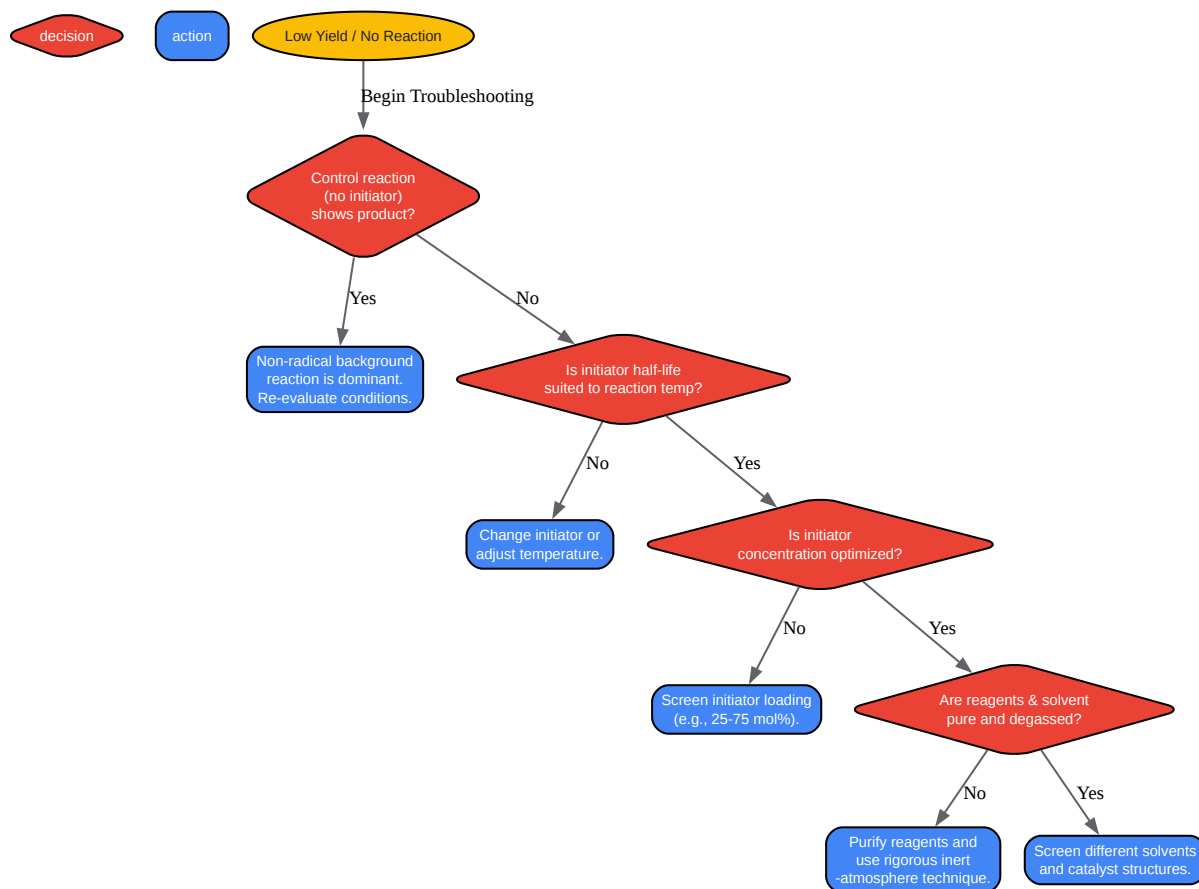 decision
action
Low Yield / No Reaction
Begin Troubleshooting
Control reaction
(no initiator)
shows product?
Yes
No
Non-radical background
reaction is dominant.
Re-evaluate conditions.
Is initiator half-life
suited to reaction temp?
No
Yes
Change initiator or
adjust temperature.
Is initiator
concentration optimized?
No
Yes
Screen initiator loading
(e.g., 25-75 mol%).
Are reagents & solvent
pure and degassed?
No
Yes
Purify reagents and
use rigorous inert
-atmosphere technique.
Screen different solvents
and catalyst structures.